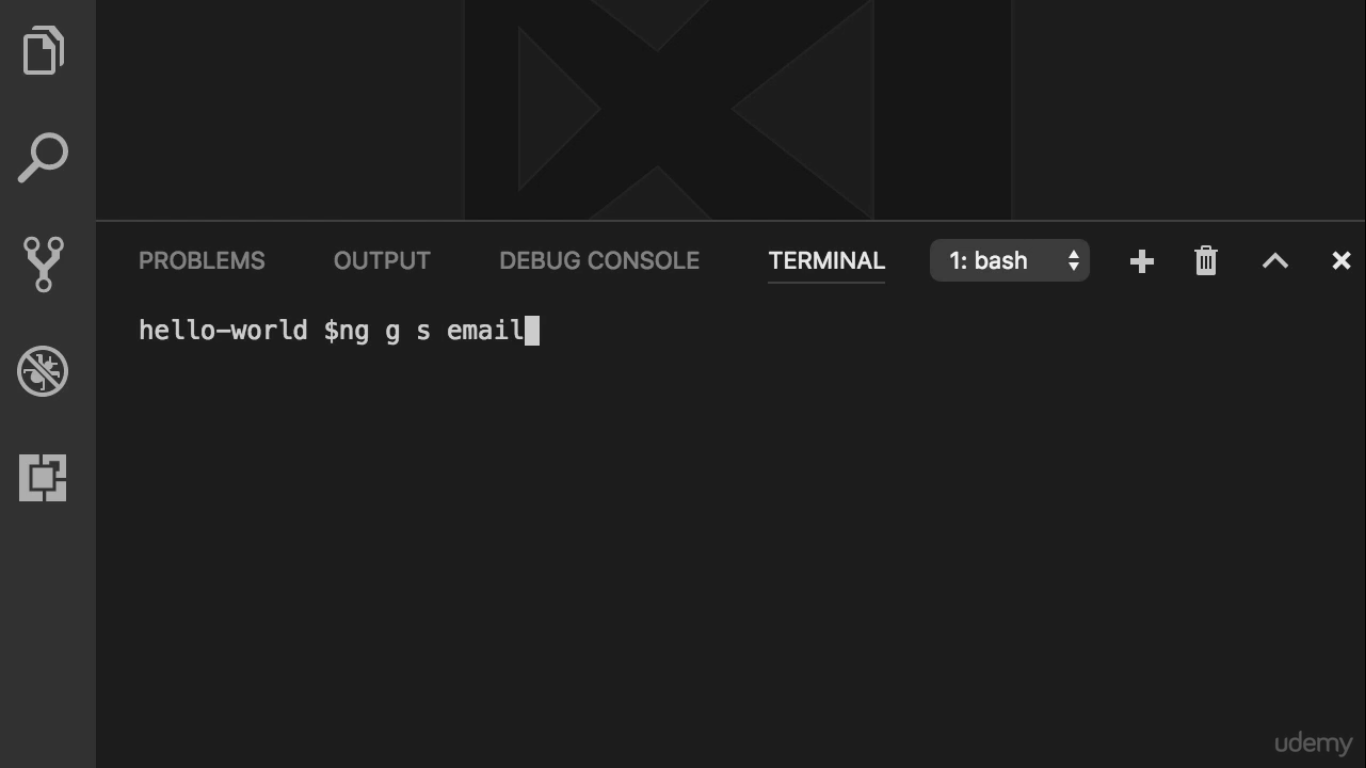 PROBLEMS OUTPUT DEBUG CONSOLE TERMINAL 1: bash
hello-world $ng g s email
udemy